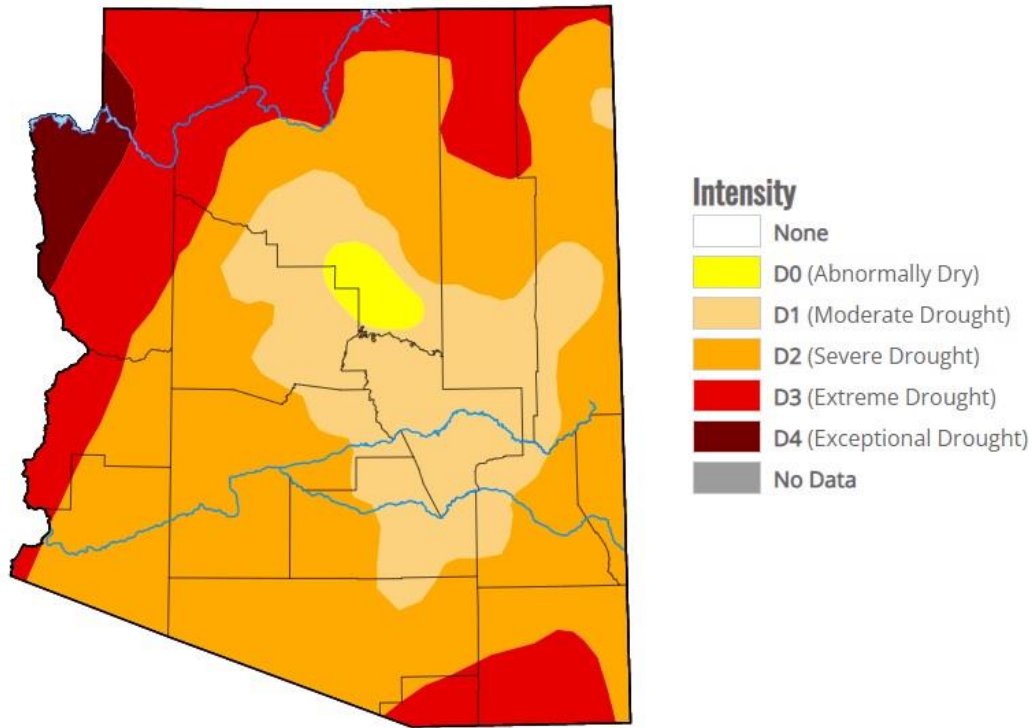 Intensity
None
D0 (Abnormally Dry)
D1 (Moderate Drought)
D2 (Severe Drought)
D3 (Extreme Drought)
D4 (Exceptional Drought)
No Data